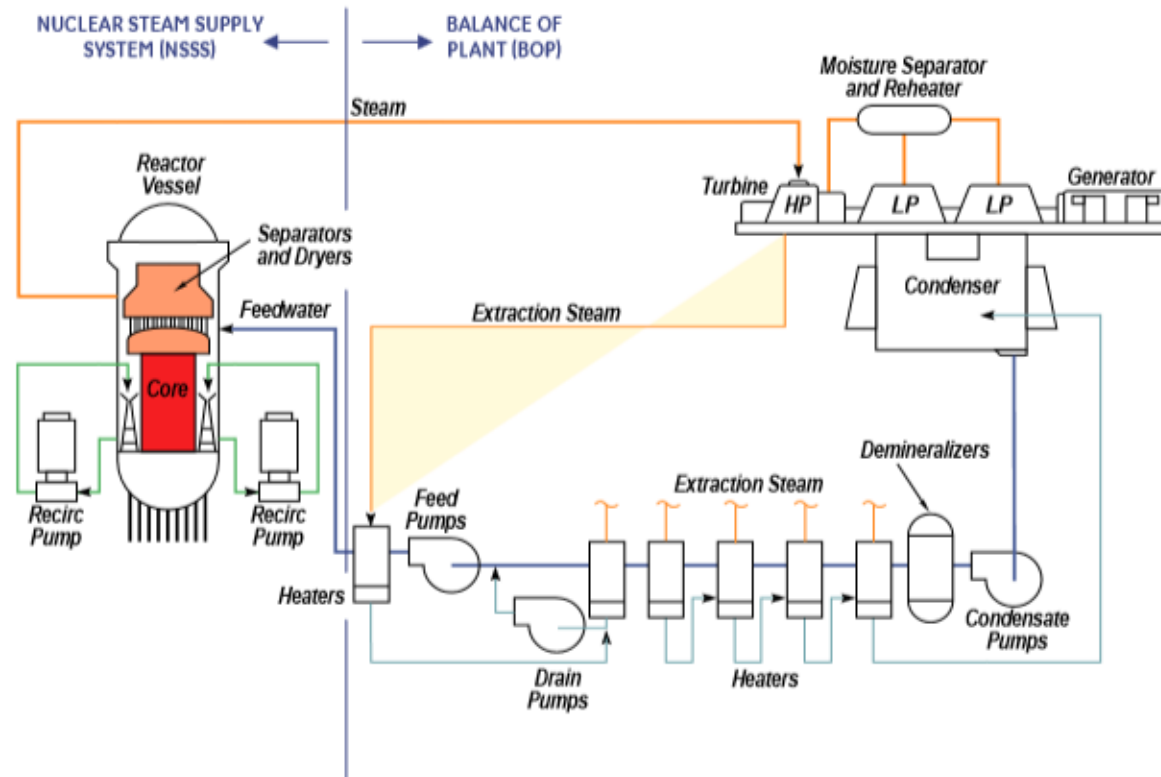 NUCLEAR STEAM SUPPLY
SYSTEM (NSSS)
BALANCE OF
PLANT (BOP)
Moisture Separator
and Reheater
Steam
Reactor
Vessel
Turbine
HP
LP
LP
Generator
Separators
and Dryers
Condenser
Feedwater
Extraction Steam
Core
Demineralizers
Extraction Steam
Feed
Pumps
Recirc
Pump
Recirc
Pump
Heaters
Condensate
Pumps
Drain
Pumps
Heaters